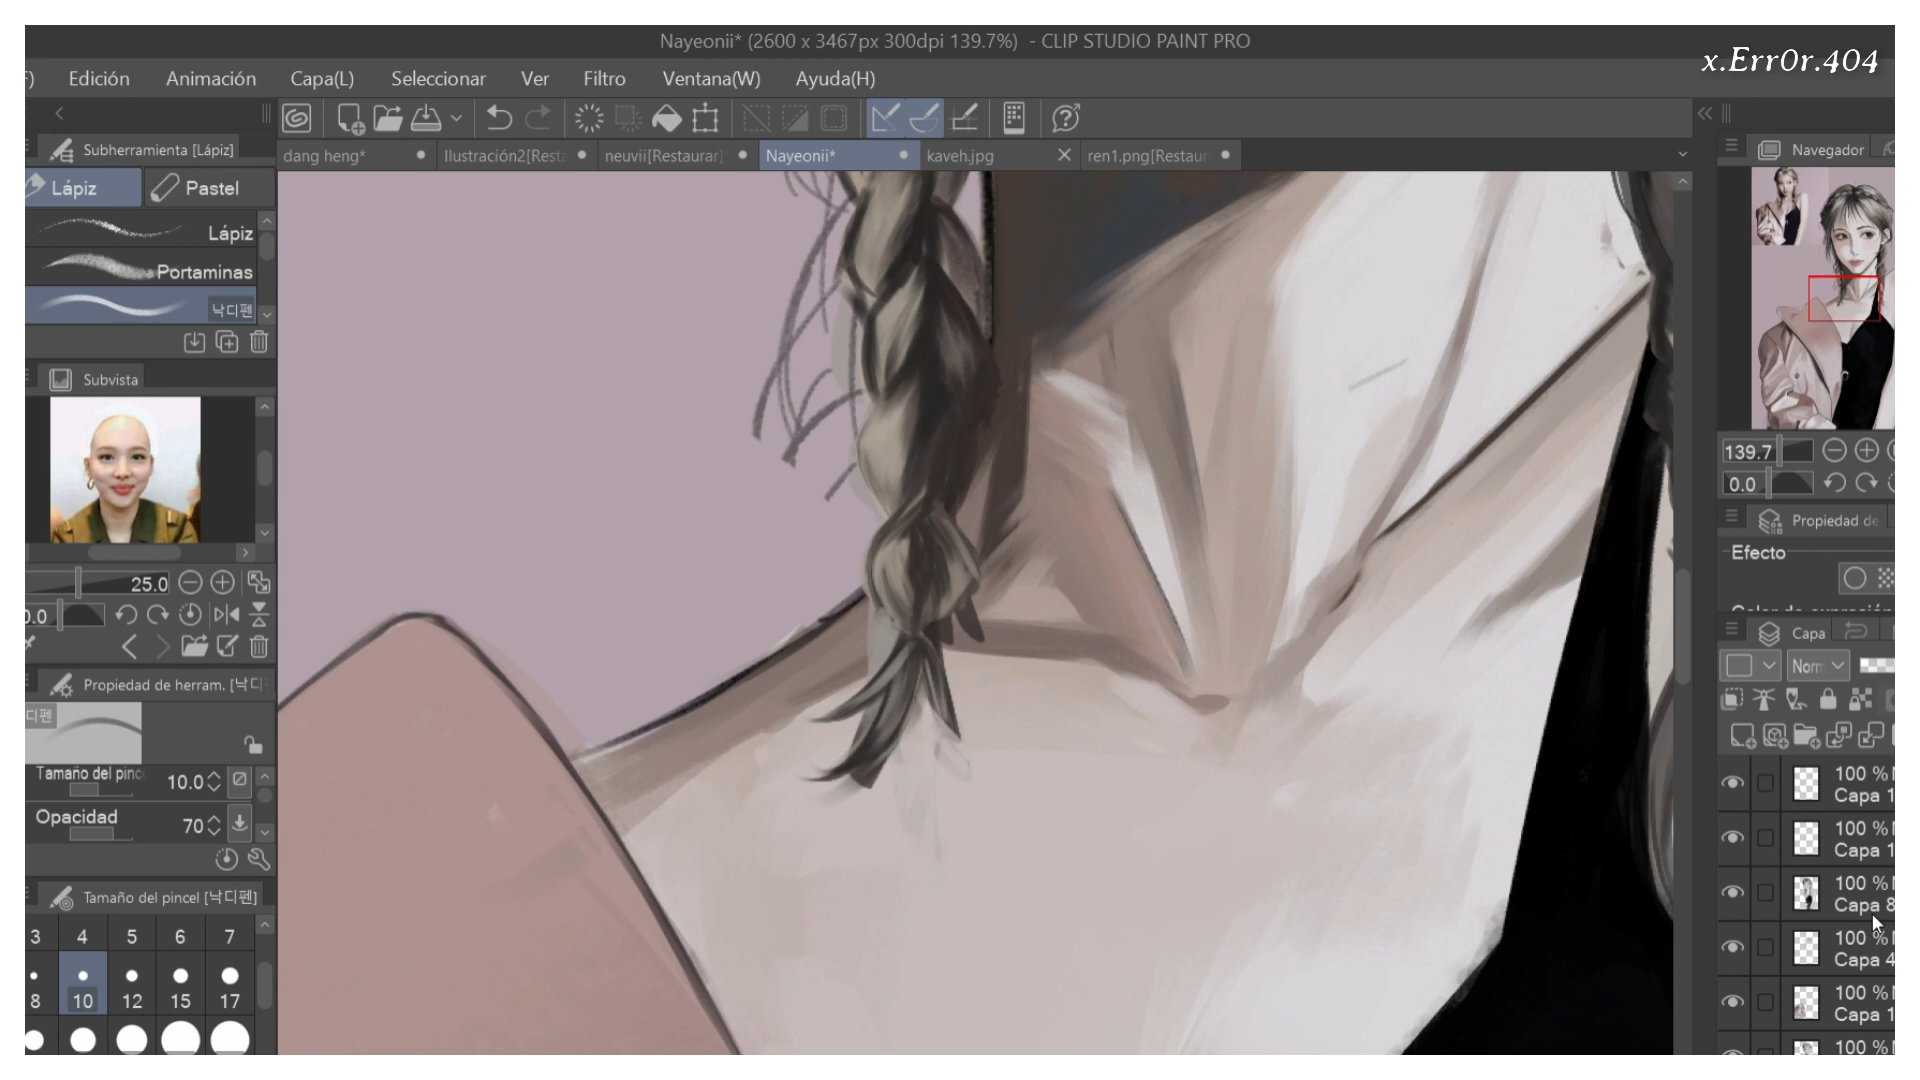 Nayeonii* (2600 x 3467px 300dpi 139.7%) - CLIP STUDIO PAINT PRO
x.Err0r.404
Edición Animación Capa(L) Seleccionar Ver Filtro Ventana(W) Ayuda(H)
Subherramienta [Lápiz]
dang heng* Ilustración2[Resta neuvii[Restaurar] Nayeonii* kaveh.jpg ren1.png[Restaur
Navegador
Lápiz Pastel
Lápiz
Portaminas
낙디펜
Subvista
139.7
0.0
Propiedad de
Efecto
25.0
0.0
Capa
Norm
Propiedad de herram. [낙디
디펜
Tamaño del pinc 10.0
Opacidad 70
100 %
Capa 1
100 %
Capa 1
100 %
Capa 8
100 %
Capa 4
100 %
Capa 1
100 %
Tamaño del pincel [낙디펜]
3 4 5 6 7
8 10 12 15 17